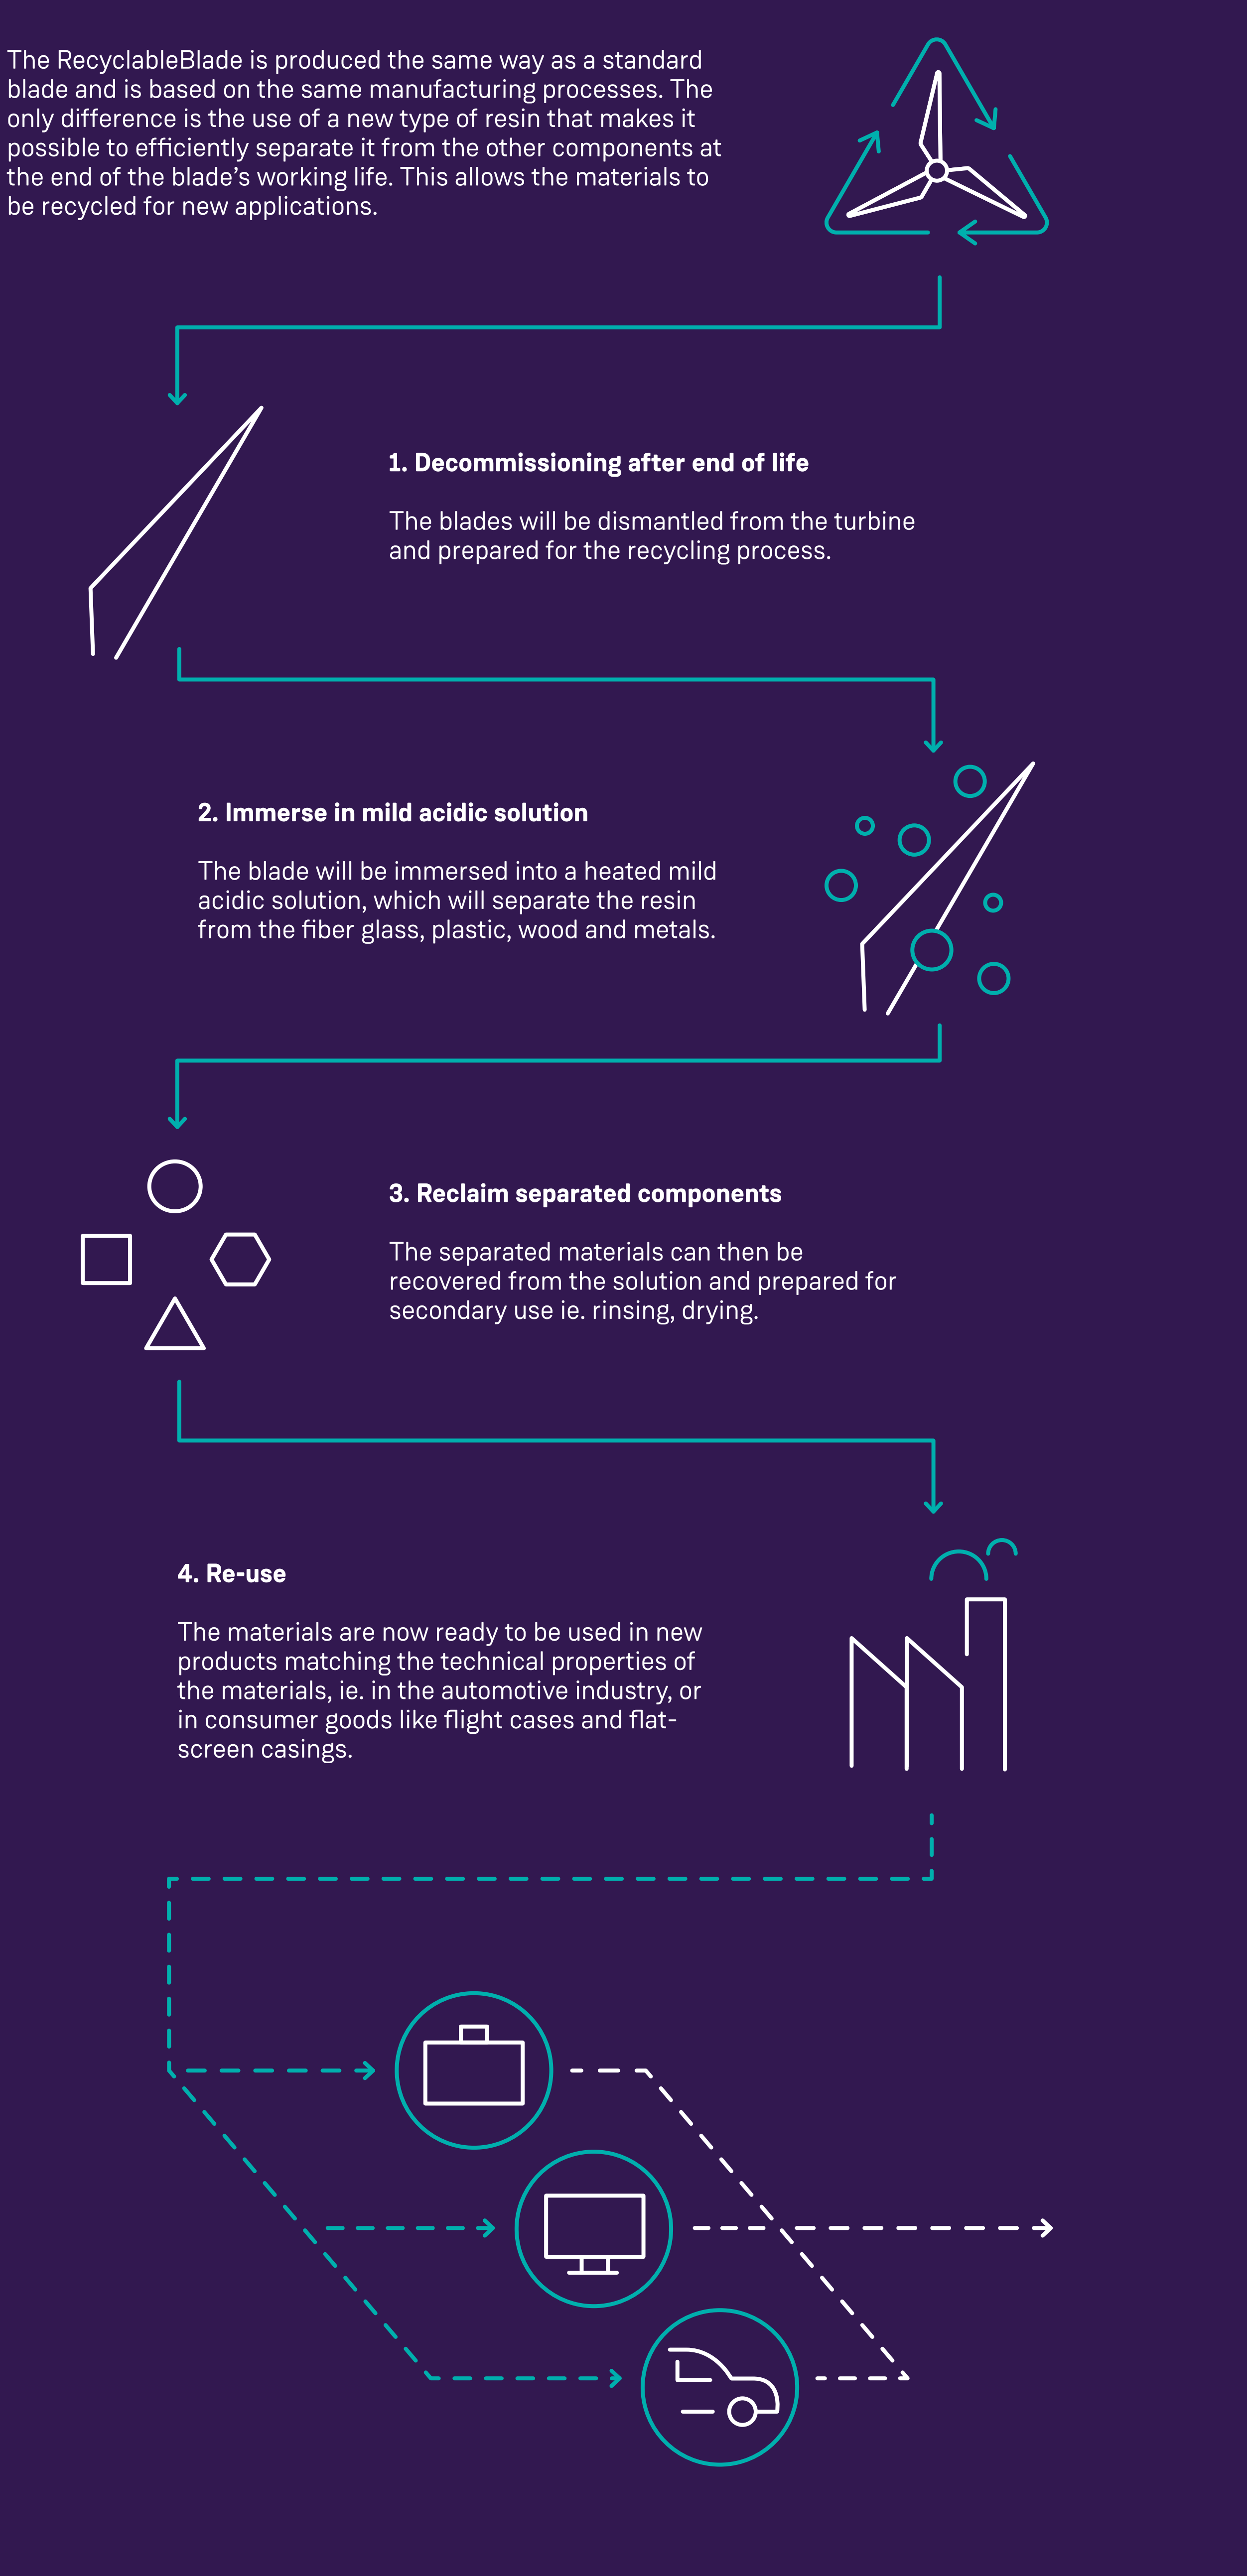 The RecyclableBlade is produced the same way as a standard
blade and is based on the same manufacturing processes. The
only difference is the use of a new type of resin that makes it
possible to efficiently separate it from the other components at
the end of the blade's working life. This allows the materials to
be recycled for new applications.
1. Decommissioning after end of life
The blades will be dismantled from the turbine
and prepared for the recycling process.
2. Immerse in mild acidic solution
The blade will be immersed into a heated mild
acidic solution, which will separate the resin
from the fiber glass, plastic, wood and metals.
3. Reclaim separated components
The separated materials can then be
recovered from the solution and prepared for
secondary use ie. rinsing, drying.
4. Re-use
The materials are now ready to be used in new
products matching the technical properties of
the materials, ie. in the automotive industry, or
in consumer goods like flight cases and flat-
screen casings.